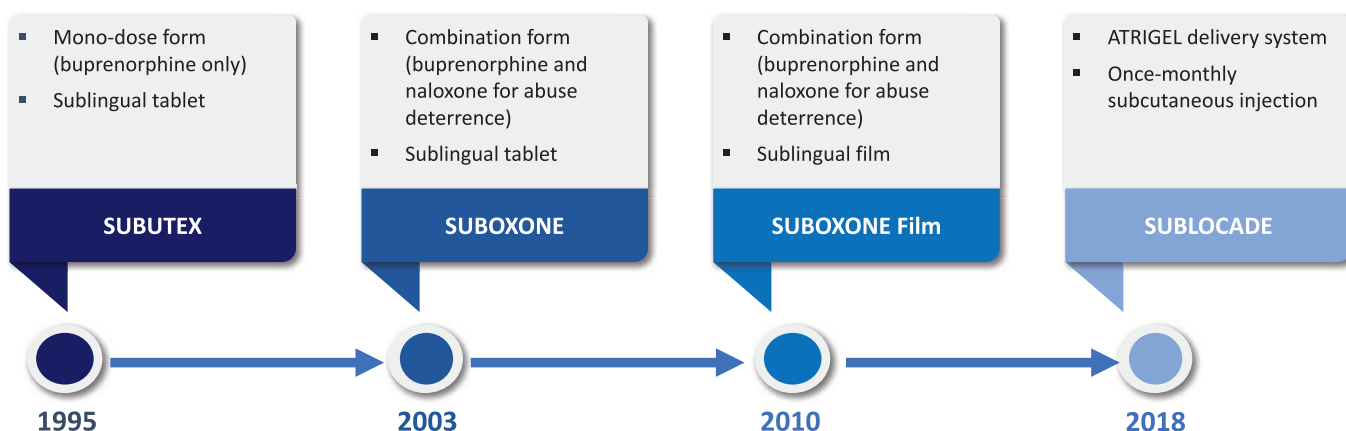 ▪ Mono-dose form
(buprenorphine only)
▪ Sublingual tablet
SUBUTEX
1995
▪ Combination form
(buprenorphine and
naloxone for abuse
deterrence)
▪ Sublingual tablet
SUBOXONE
2003
▪ Combination form
(buprenorphine and
naloxone for abuse
deterrence)
▪ Sublingual film
SUBOXONE Film
2010
▪ ATRIGEL delivery system
▪ Once-monthly
subcutaneous injection
SUBLOCADE
2018